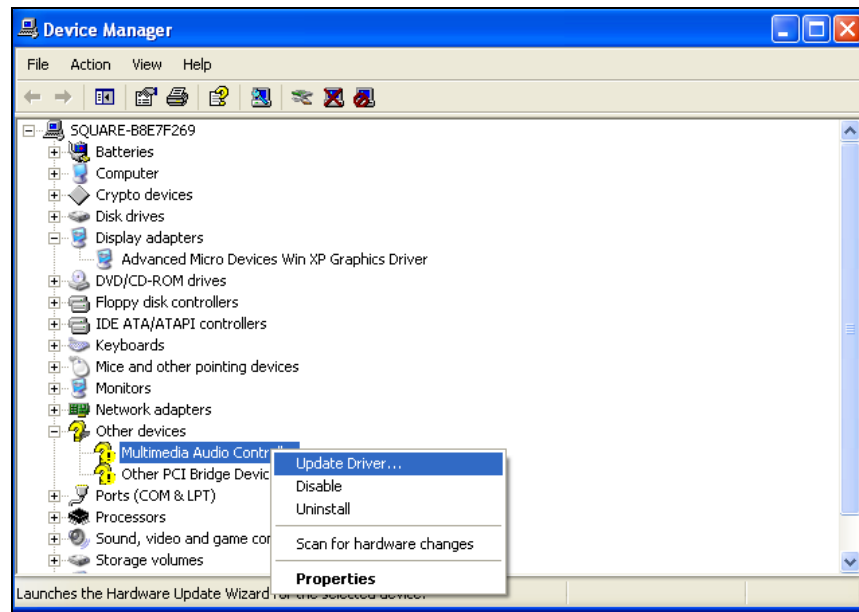 Device Manager
File Action View Help
SQUARE-B8E7F269
Batteries
Computer
Crypto devices
Disk drives
Display adapters
Advanced Micro Devices Win XP Graphics Driver
DVD/CD-ROM drives
Floppy disk controllers
IDE ATA/ATAPI controllers
Keyboards
Mice and other pointing devices
Monitors
Network adapters
Other devices
Multimedia Audio Contr
Other PCI Bridge Devic
Ports (COM & LPT)
Processors
Sound, video and game cor
Storage volumes
Update Driver...
Disable
Uninstall
Scan for hardware changes
Properties
Launches the Hardware Update Wizard for the selected device.